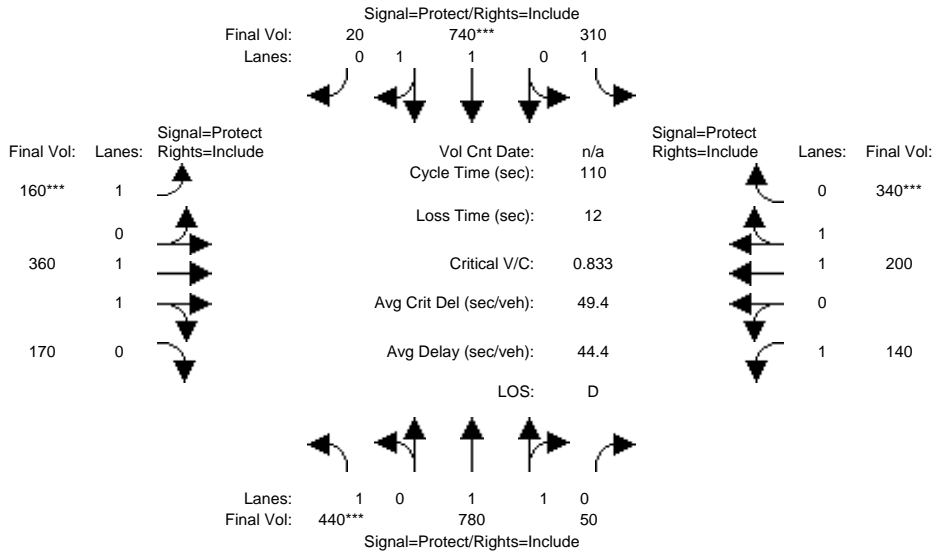 Signal=Protect/Rights=Include
Final Vol: 20 740*** 310
Lanes: 0 1 1 0 1
Signal=Protect Signal=Protect
Final Vol: Lanes: Rights=Include Vol Cnt Date: n/a Rights=Include Lanes: Final Vol:
Cycle Time (sec): 110
160*** 1 0 340***
Loss Time (sec): 12
0 1
360 1 Critical V/C: 0.833 1 200
1 Avg Crit Del (sec/veh): 49.4 0
170 0 Avg Delay (sec/veh): 44.4 1 140
LOS: D
Lanes: 1 0 1 1 0
Final Vol: 440*** 780 50
Signal=Protect/Rights=Include